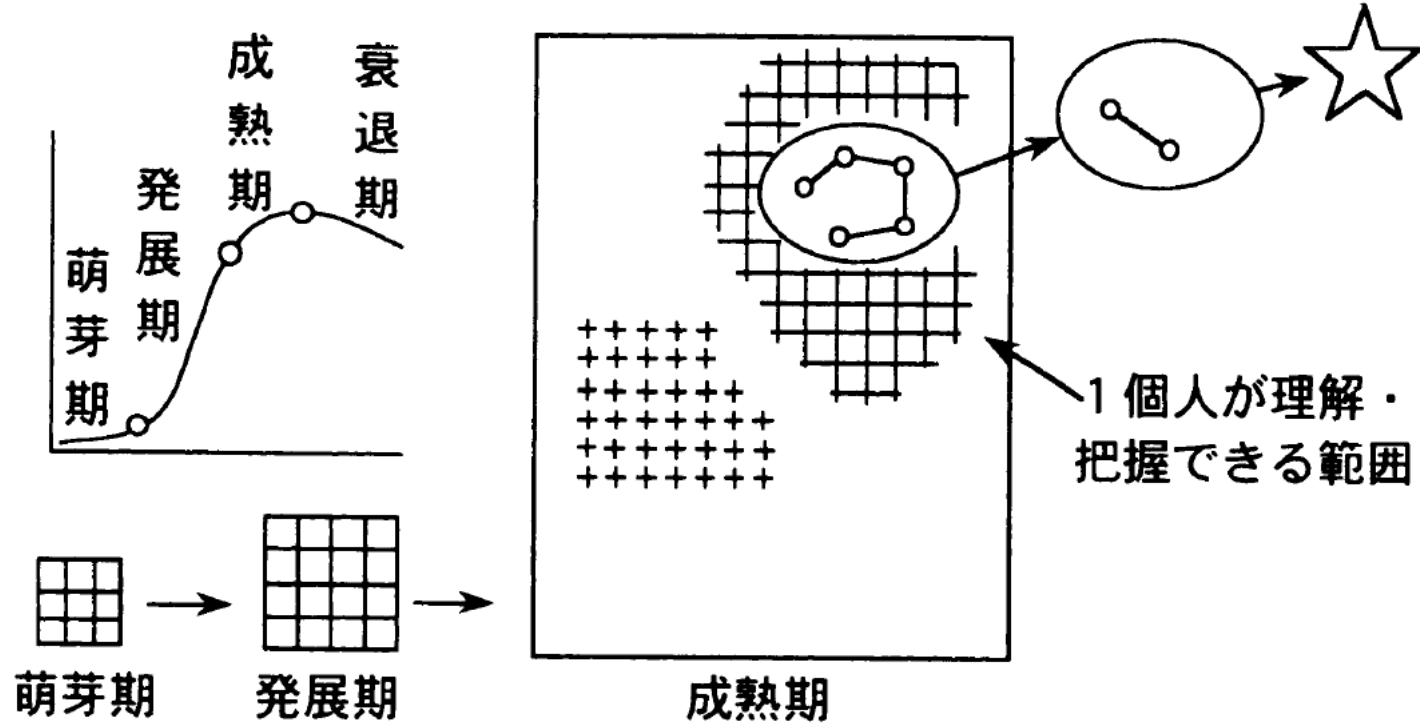 萌芽期
発展期
成熟期
衰退期
1個人が理解・
把握できる範囲
萌芽期
発展期
成熟期